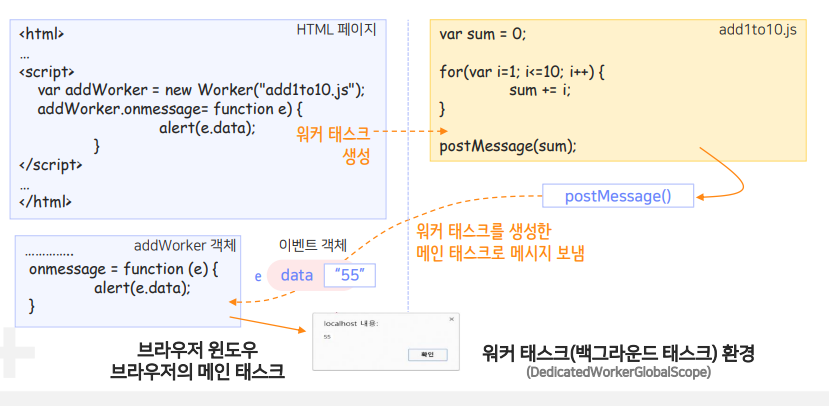 HTML 페이지
<html>
...
<script>
var addWorker = new Worker("add1to10.js");
addWorker.onmessage= function e) {
alert(e.data);
}
</script>
...
</html>
add1to10.js
var sum = 0;
for(var i=1; i<=10; i++) {
sum += i;
}
postMessage(sum);
워커 태스크
생성
postMessage()
워커 태스크를 생성한
메인 태스크로 메시지 보냄
addWorker 객체
.............
onmessage = function (e) {
alert(e.data);
}
이벤트 객체
e data "55"
localhost 내용:
55
확인
브라우저 윈도우
브라우저의 메인 태스크
워커 태스크(백그라운드 태스크) 환경
(DedicatedWorkerGlobalScope)